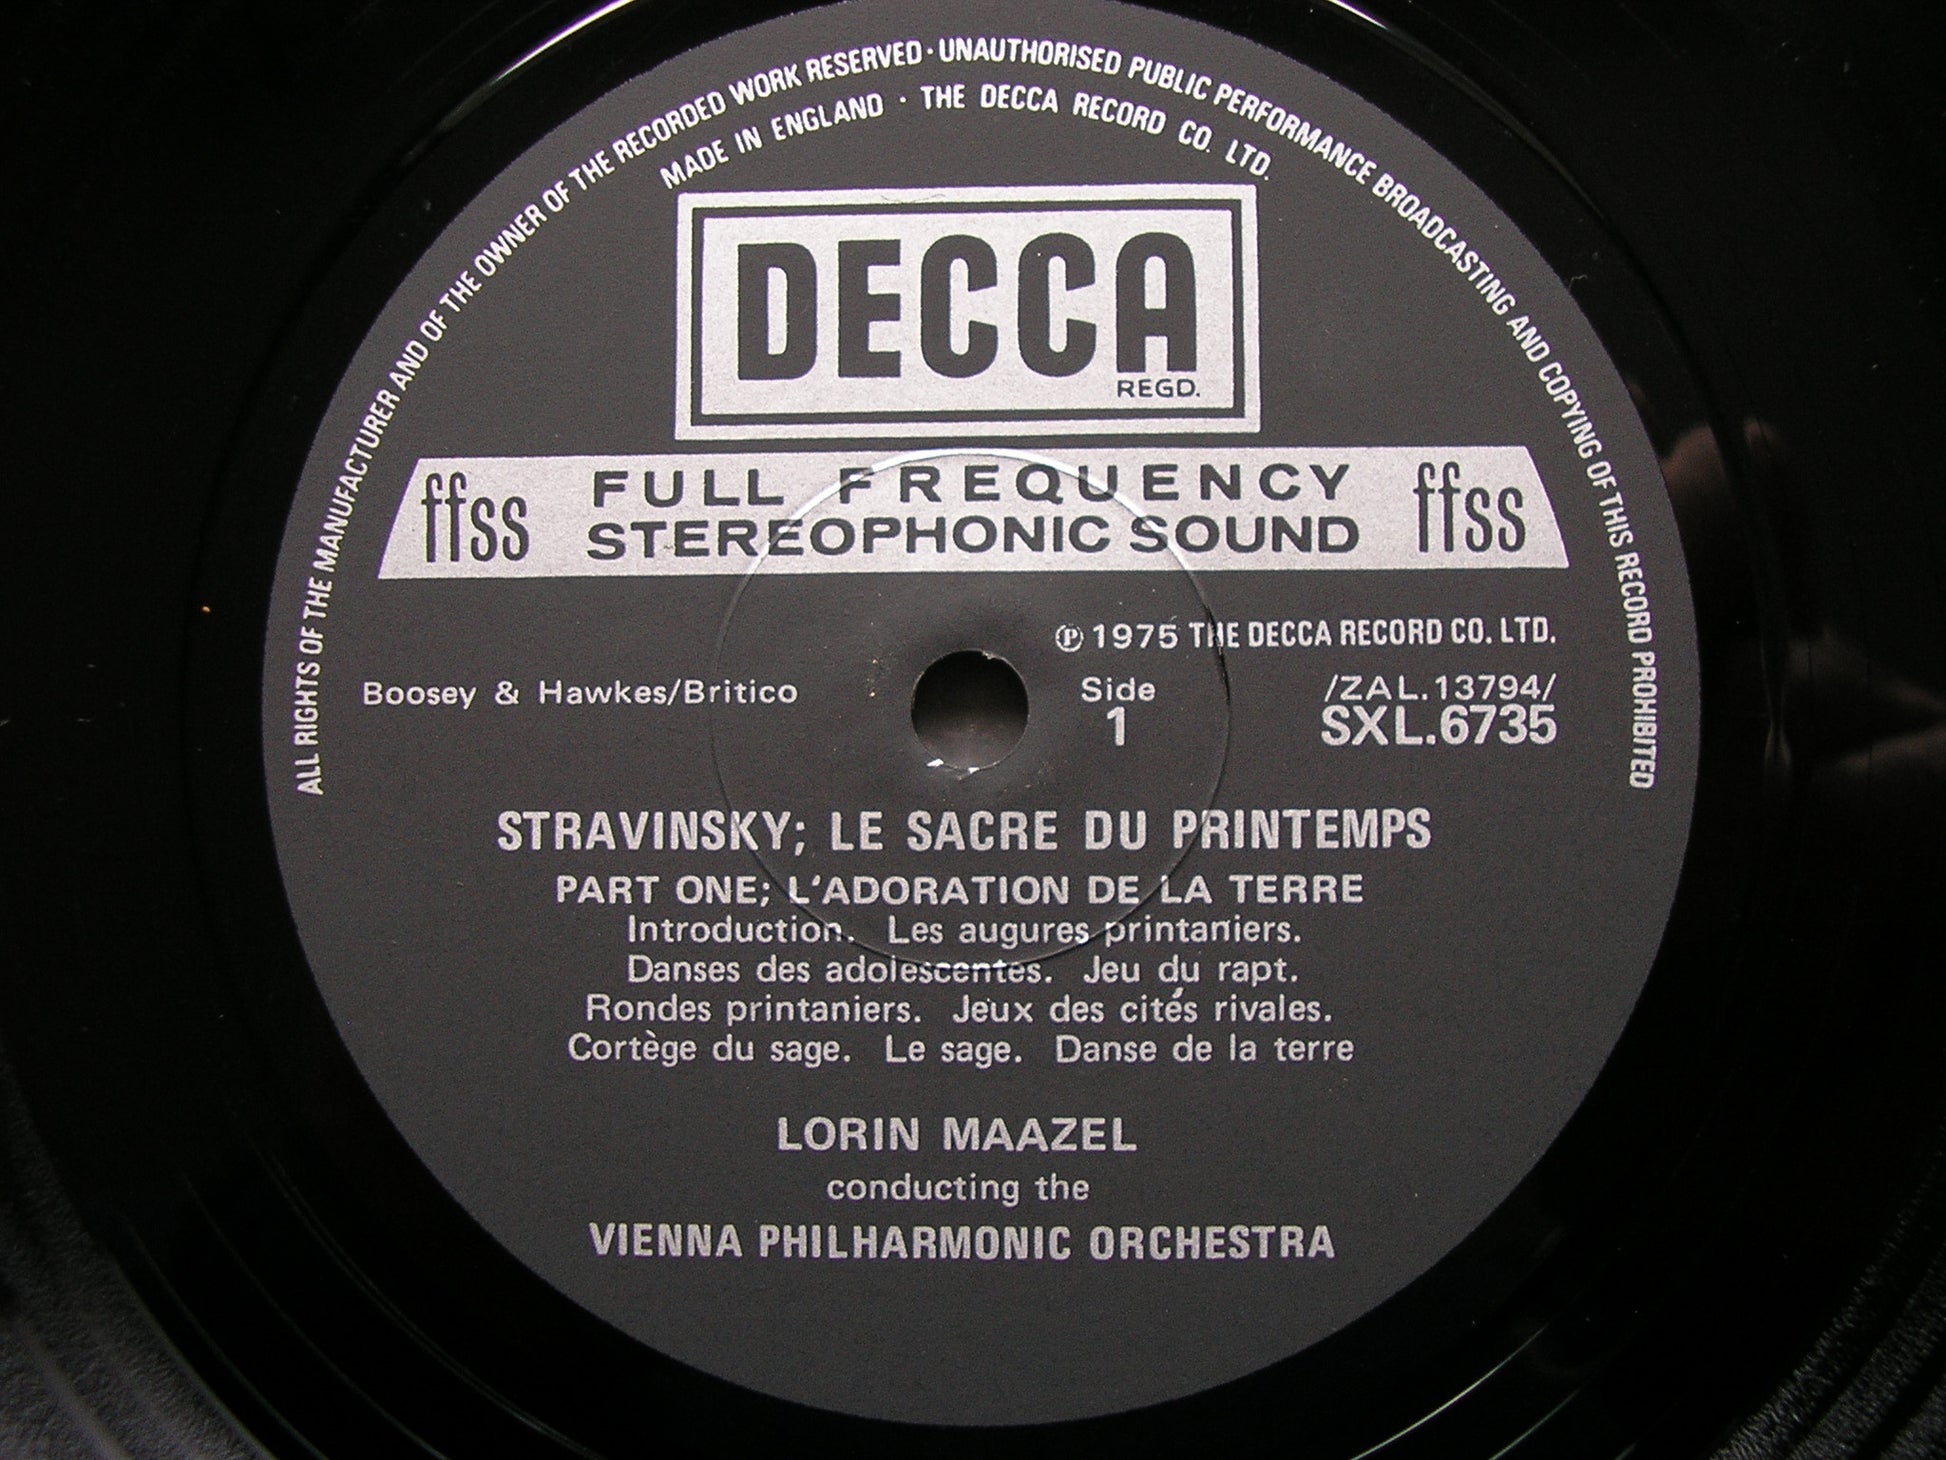 ALL RIGHTS OF THE MANUFACTURER AND OF THE OWNER OF THE RECORDED WORK RESERVED · UNAUTHORISED PUBLIC PERFORMANCE BROADCASTING AND COPYING OF THIS RECORD PROHIBITED
MADE IN ENGLAND · THE DECCA RECORD CO. LTD.
DECCA
REGD.
ffss FULL FREQUENCY STEREOPHONIC SOUND ffss
℗ 1975 THE DECCA RECORD CO. LTD.
Boosey & Hawkes/Britico
Side
1
/ZAL.13794/
SXL.6735
STRAVINSKY; LE SACRE DU PRINTEMPS
PART ONE; L'ADORATION DE LA TERRE
Introduction. Les augures printaniers.
Danses des adolescentes. Jeu du rapt.
Rondes printaniers. Jeux des cités rivales.
Cortège du sage. Le sage. Danse de la terre
LORIN MAAZEL
conducting the
VIENNA PHILHARMONIC ORCHESTRA